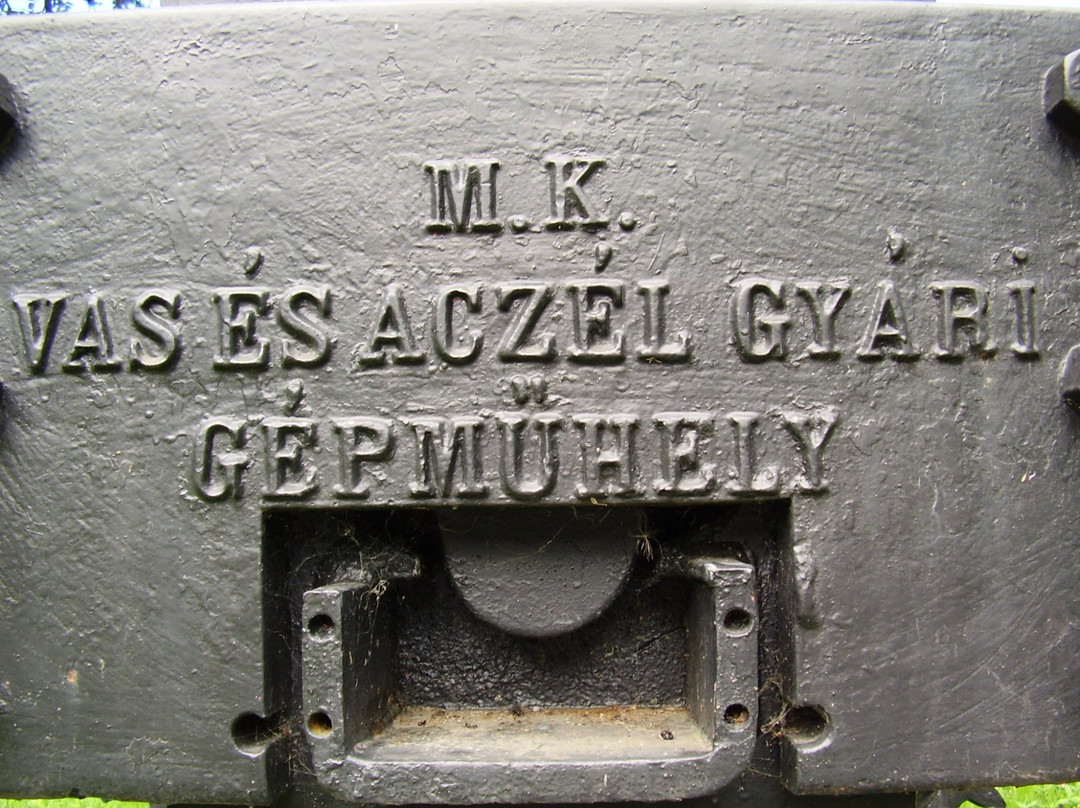 M.K.
VAS ÉS ACZÉL GYÁRI
GÉPMŰHELY